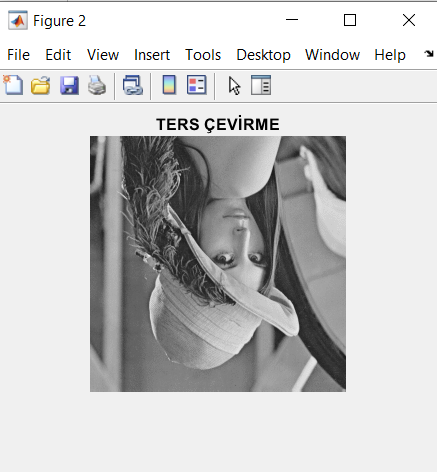 Figure 2
File Edit View Insert Tools Desktop Window Help
TERS ÇEVİRME